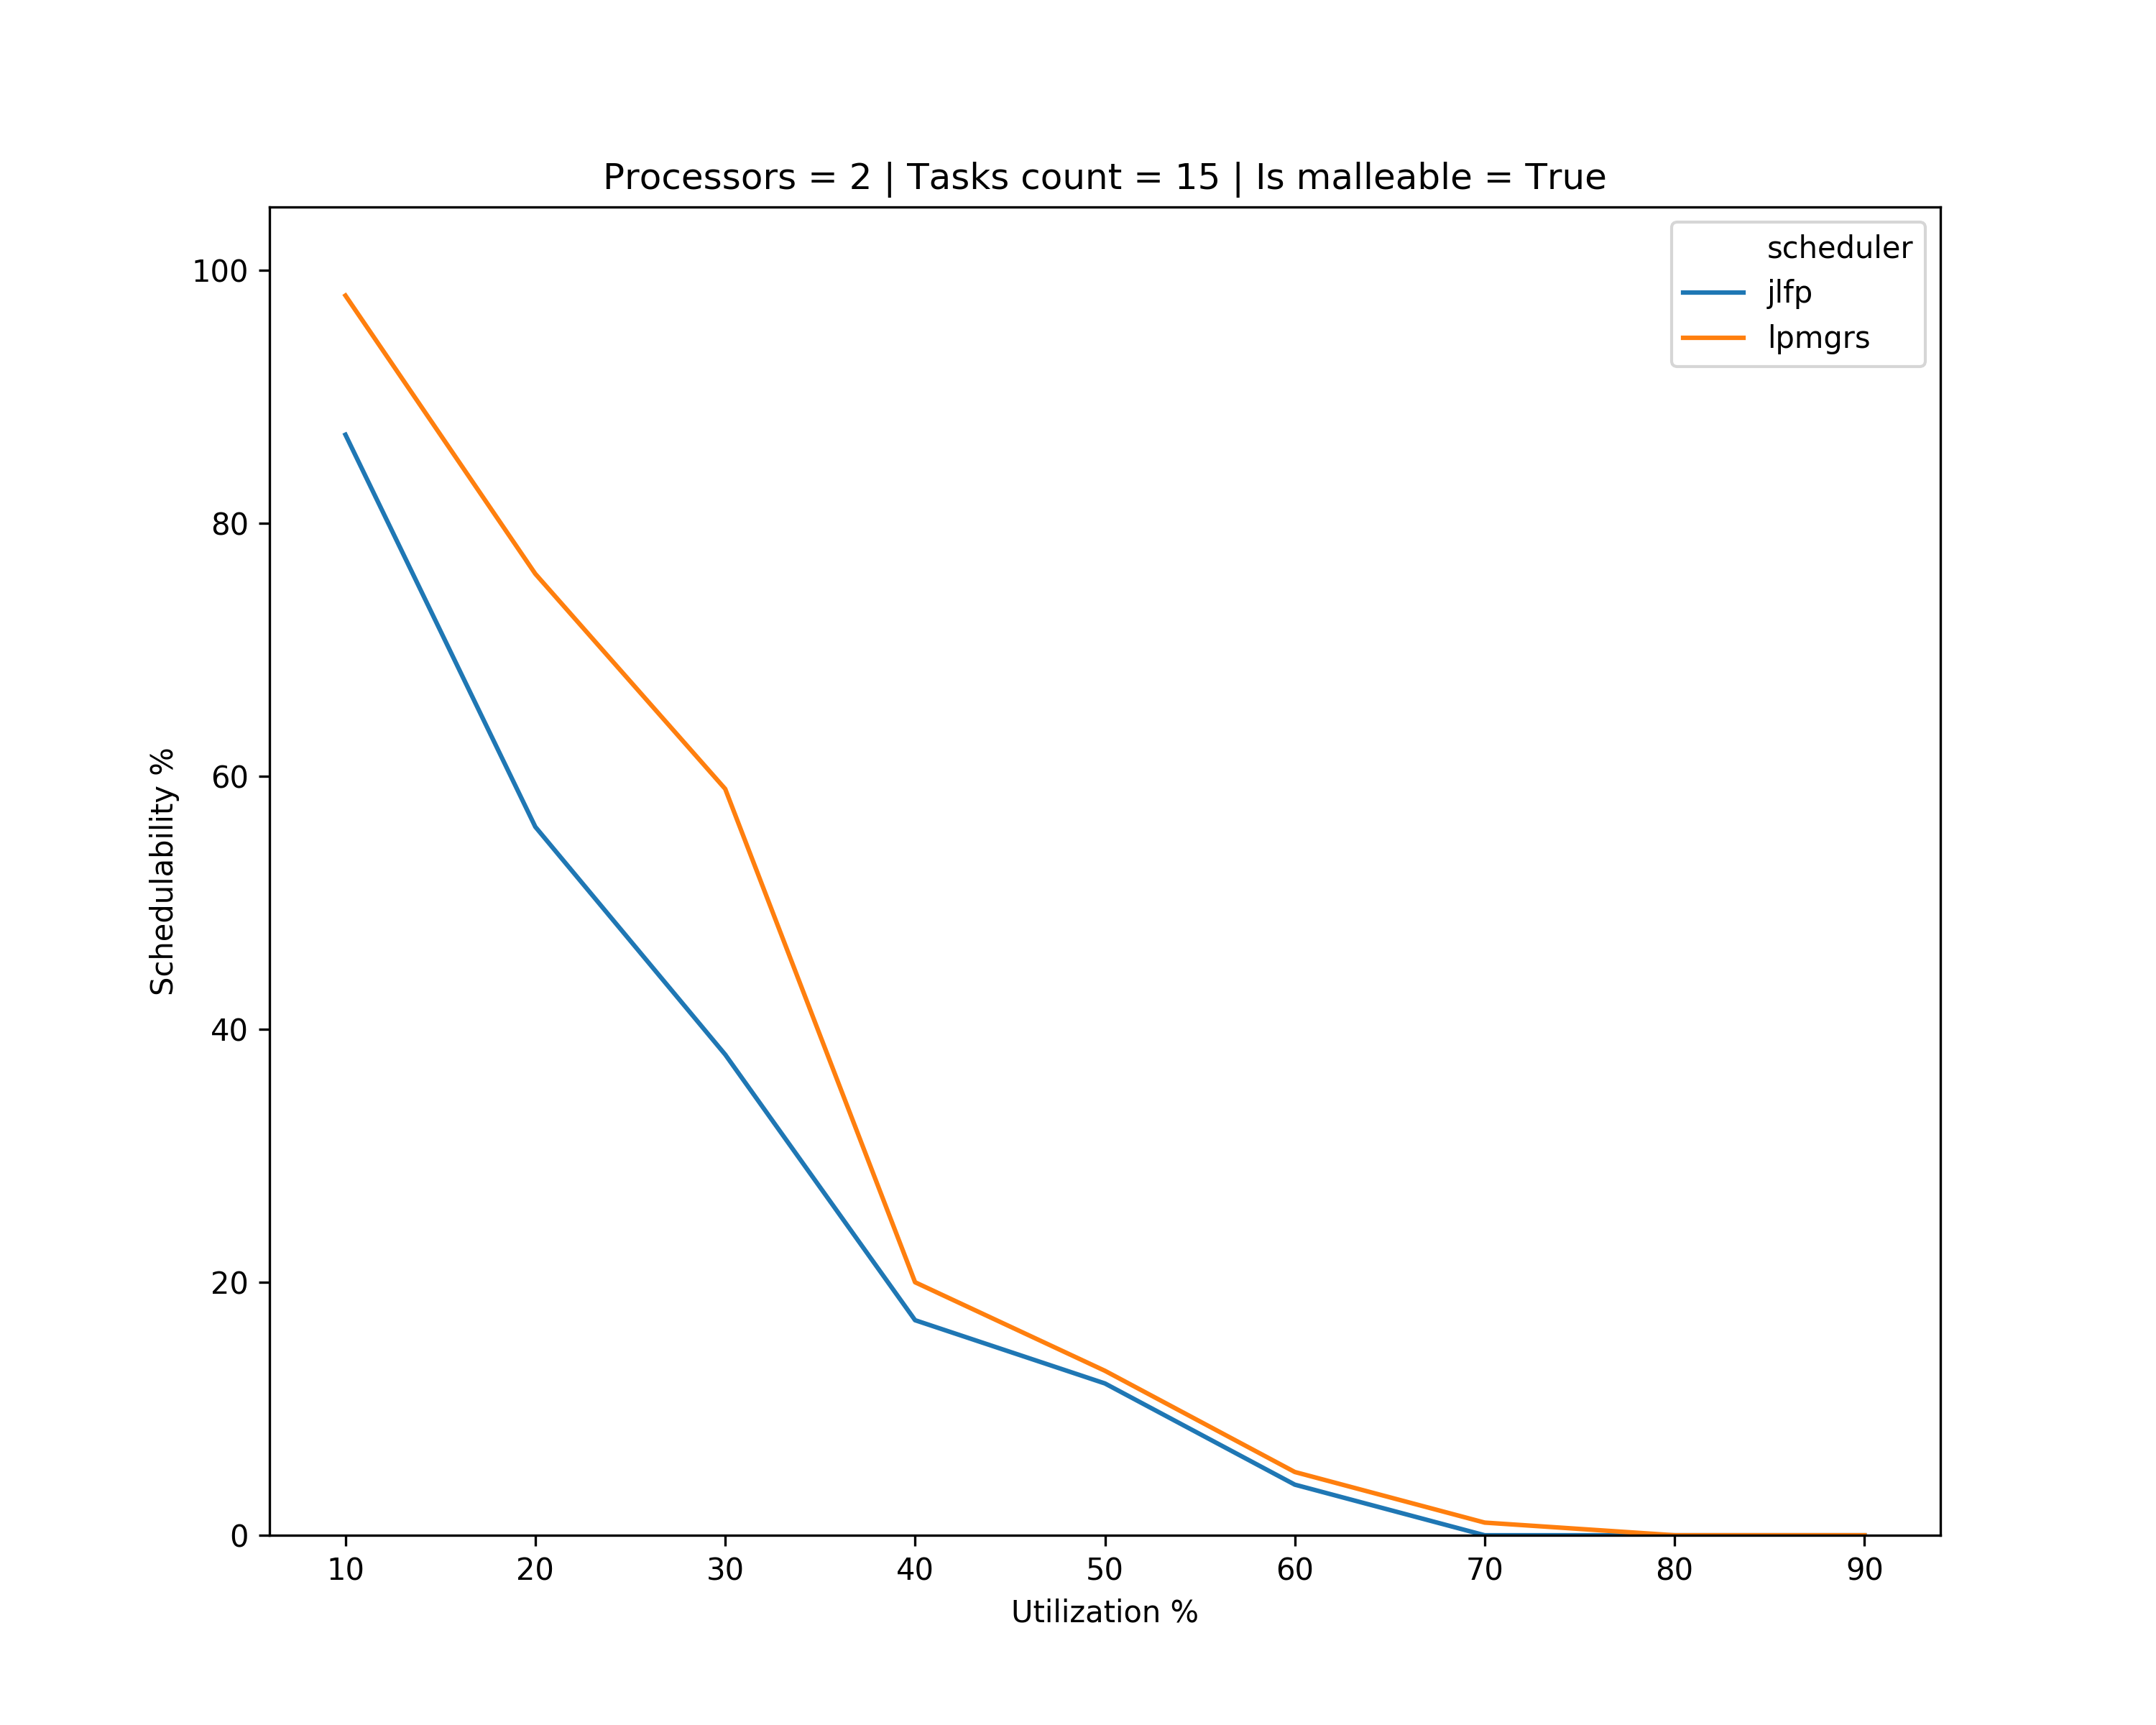 Processors = 2 | Tasks count = 15 | Is malleable = True
scheduler
jlfp
lpmgrs
Schedulability %
100
80
60
40
20
0
10 20 30 40 50 60 70 80 90
Utilization %